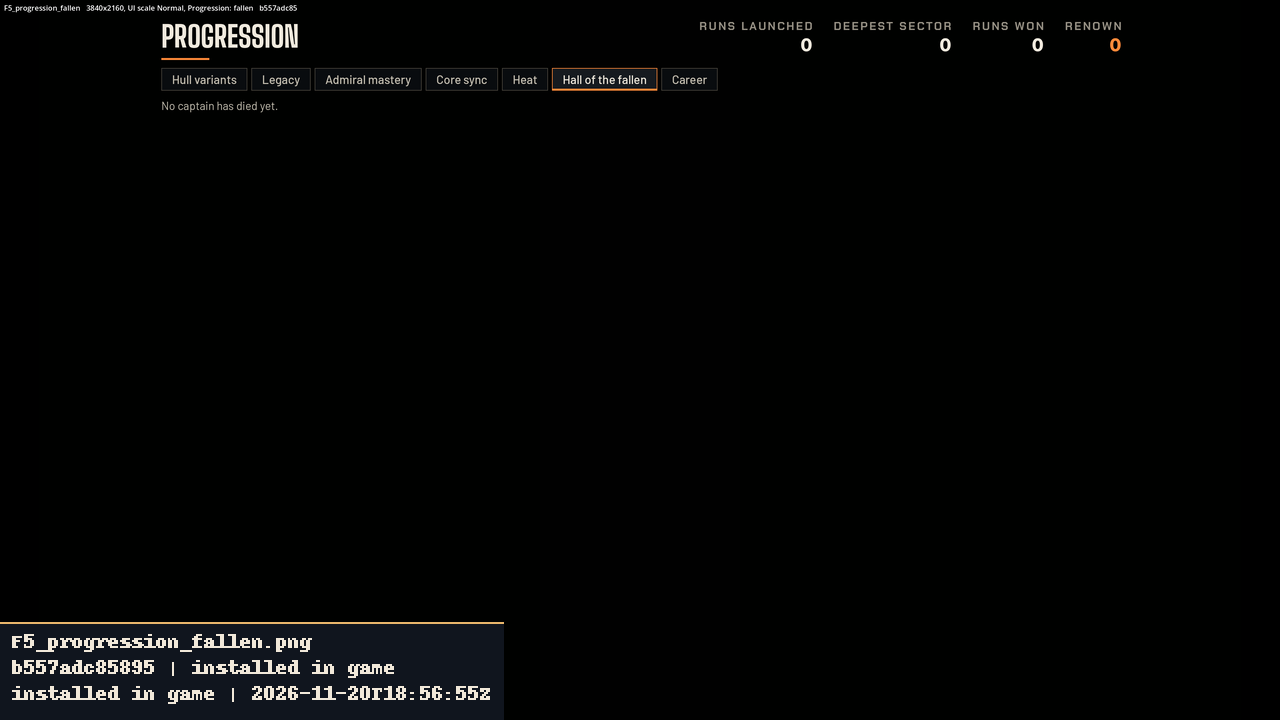 F5_progression_fallen 3840x2160, UI scale Normal, Progression: fallen b557adc85
PROGRESSION
RUNS LAUNCHED DEEPEST SECTOR RUNS WON RENOWN
0 0 0 0
Hull variants Legacy Admiral mastery Core sync Heat Hall of the fallen Career
No captain has died yet.
F5_progression_fallen.png
b557adc85895 | installed in game
installed in game | 2026-11-20T18:56:55Z